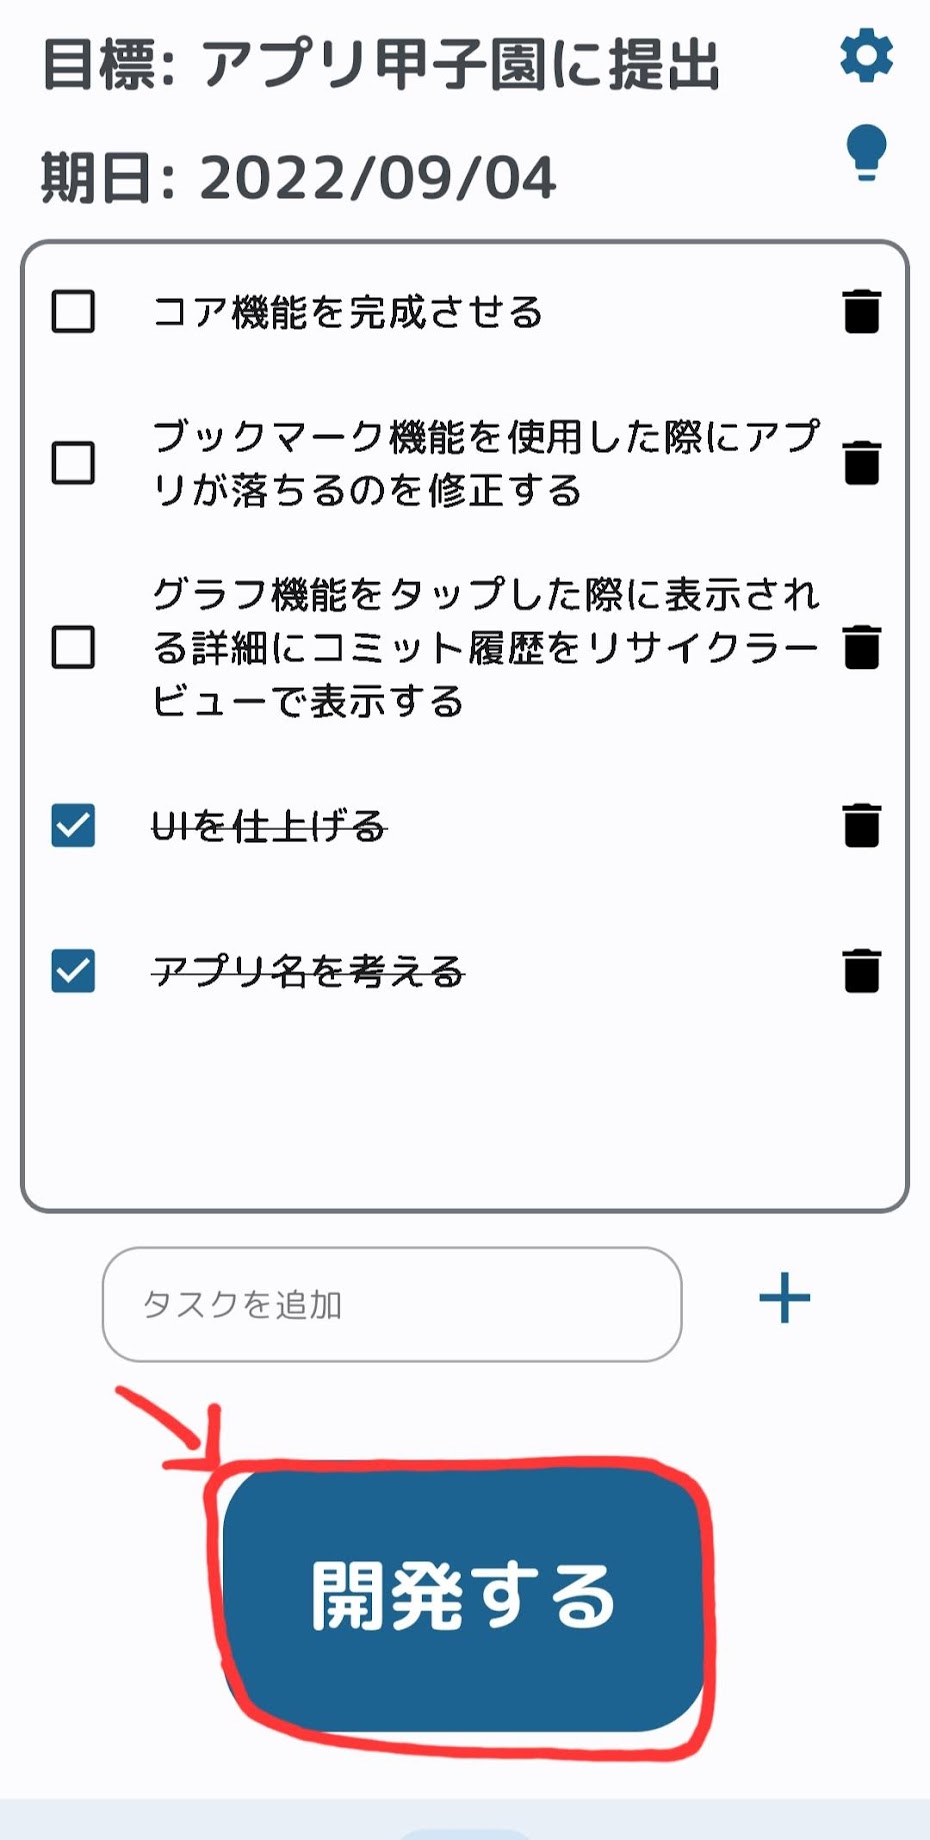 目標: アプリ甲子園に提出
期日: 2022/09/04
コア機能を完成させる
ブックマーク機能を使用した際にアプ
リが落ちるのを修正する
グラフ機能をタップした際に表示され
る詳細にコミット履歴をリサイクラー
ビューで表示する
UIを仕上げる
アプリ名を考える
タスクを追加
開発する